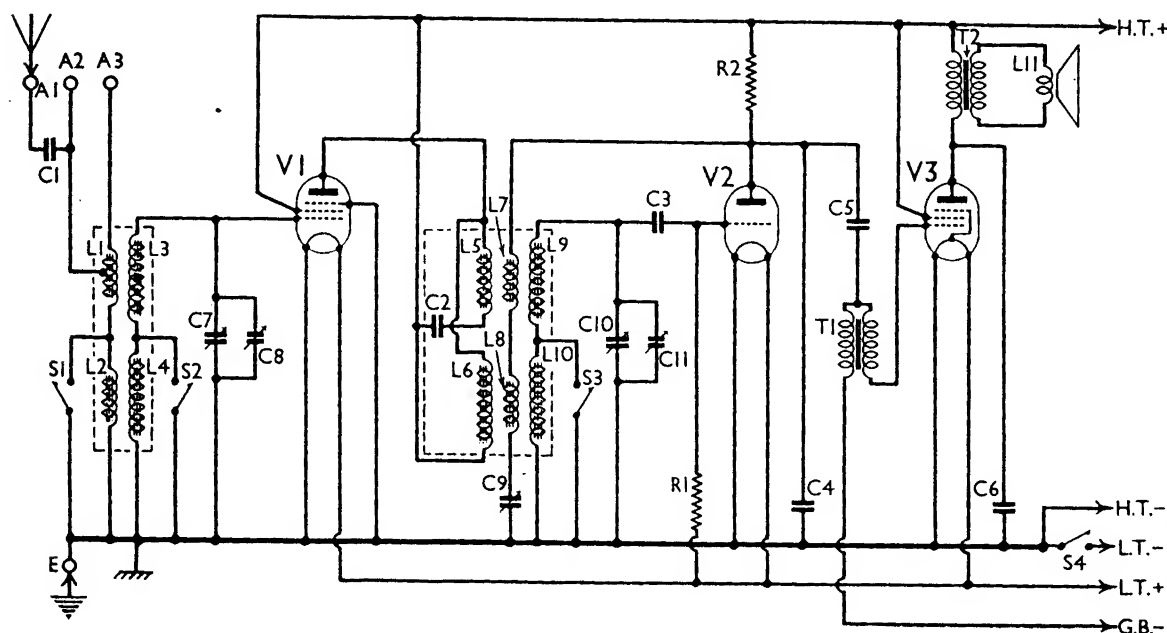 H.T.+
T2
L11
R2
A2
A3
A1
C1
V1
V2
V3
C3
C5
L1
L3
L7
L5
L9
C2
C7
C8
C10
C11
T1
S1
L2
L4
S2
L6
L8
L10
S3
C9
R1
C4
C6
H.T.-
L.T.-
S4
E
L.T.+
G.B.-